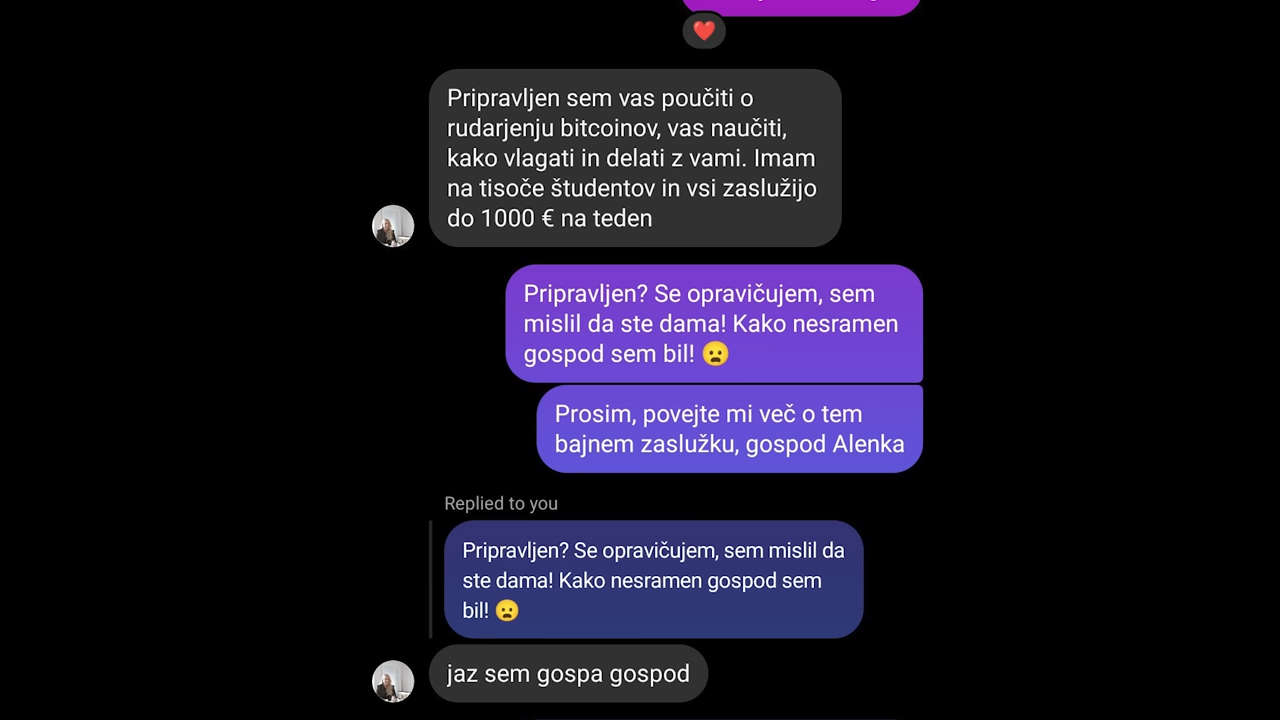 Pripravljen sem vas poučiti o
rudarjenju bitcoinov, vas naučiti,
kako vlagati in delati z vami. Imam
na tisoče študentov in vsi zaslužijo
do 1000 € na teden
Pripravljen? Se opravičujem, sem
mislil da ste dama! Kako nesramen
gospod sem bil! 😦
Prosim, povejte mi več o tem
bajnem zaslužku, gospod Alenka
Replied to you
Pripravljen? Se opravičujem, sem mislil da
ste dama! Kako nesramen gospod sem
bil! 😦
jaz sem gospa gospod